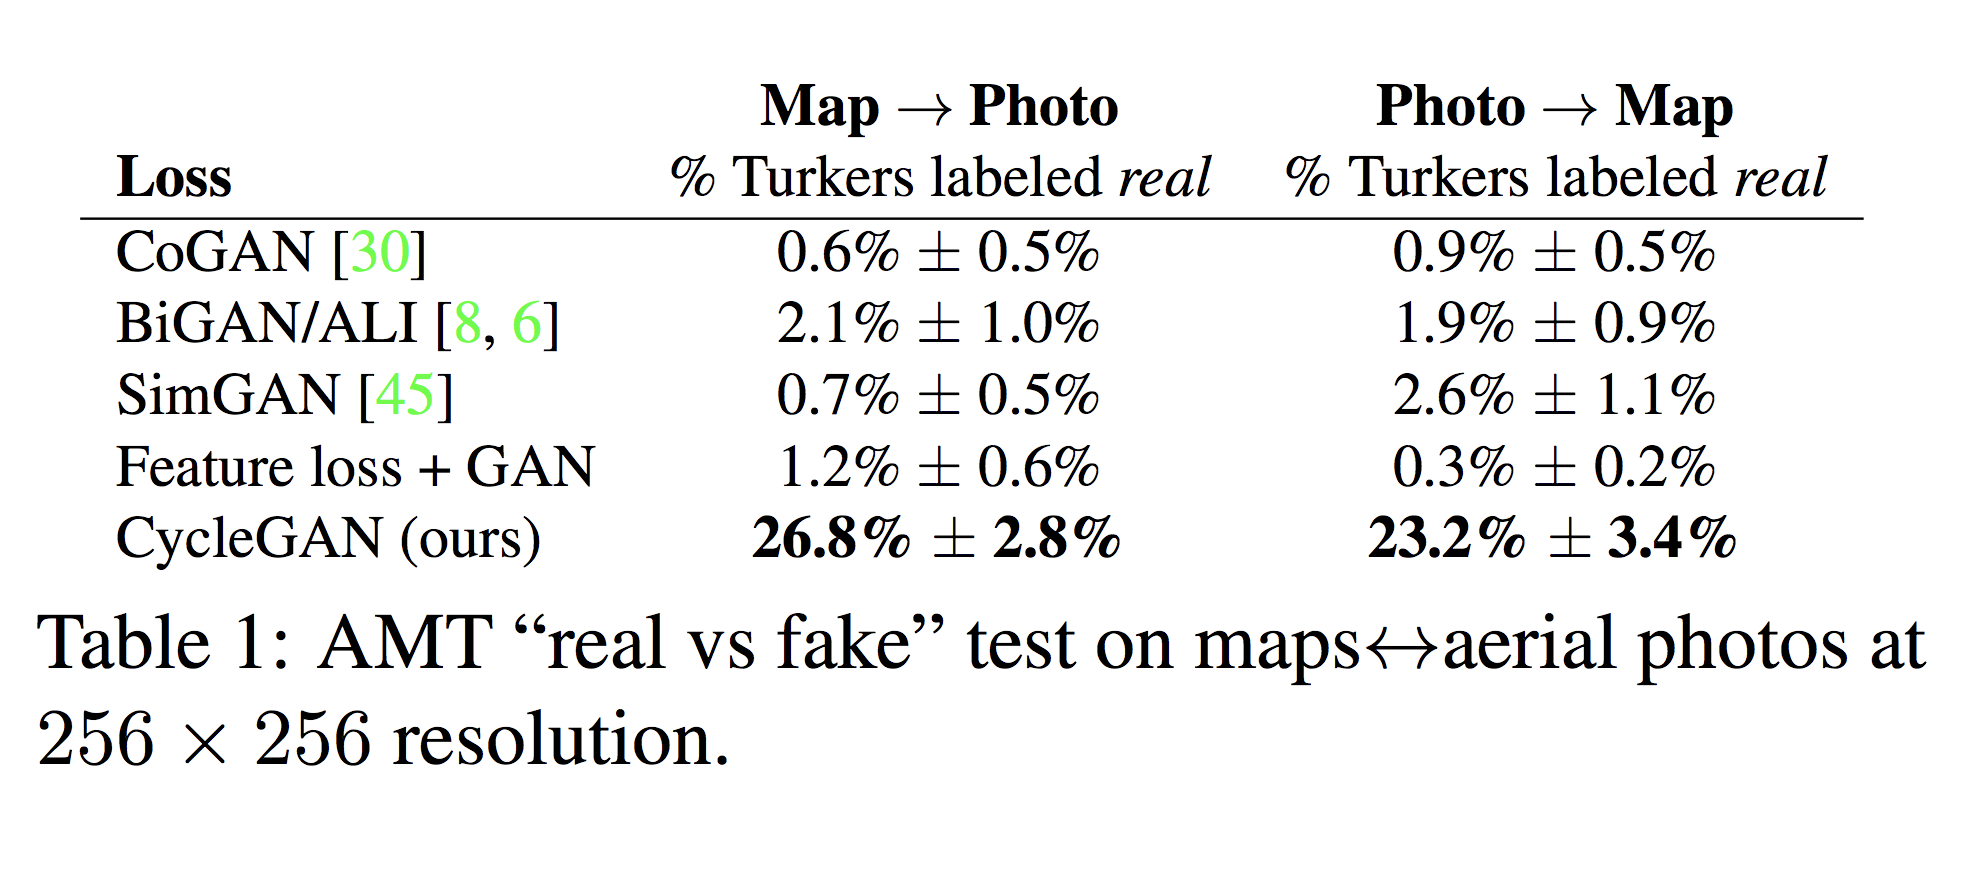 Map → Photo Photo → Map
Loss % Turkers labeled real % Turkers labeled real
CoGAN [30] 0.6% ± 0.5% 0.9% ± 0.5%
BiGAN/ALI [8, 6] 2.1% ± 1.0% 1.9% ± 0.9%
SimGAN [45] 0.7% ± 0.5% 2.6% ± 1.1%
Feature loss + GAN 1.2% ± 0.6% 0.3% ± 0.2%
CycleGAN (ours) 26.8% ± 2.8% 23.2% ± 3.4%
Table 1: AMT “real vs fake” test on maps↔aerial photos at
256 × 256 resolution.